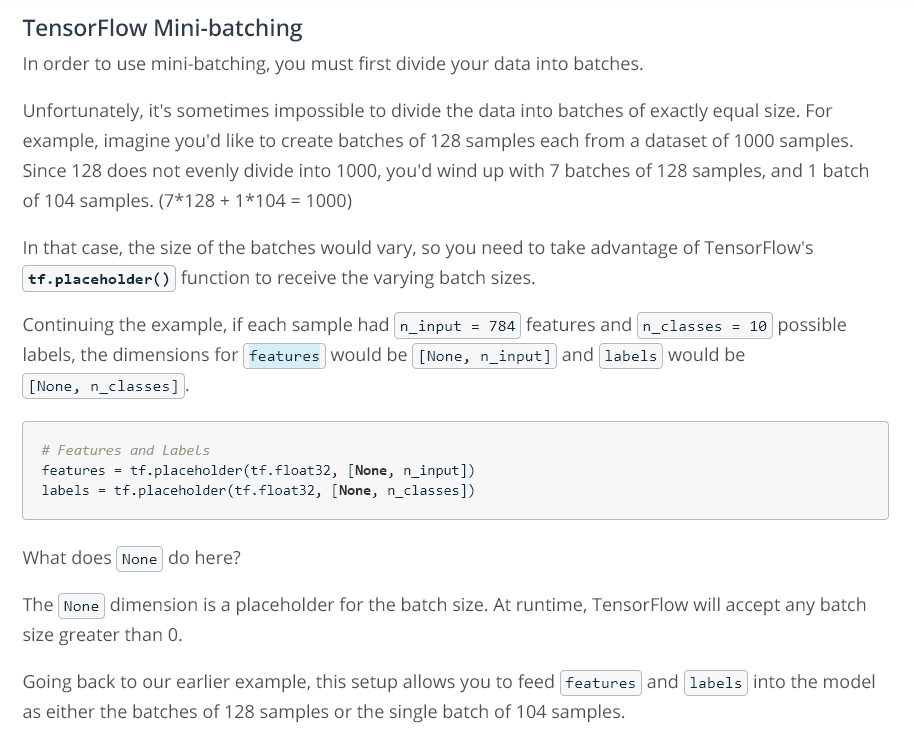 TensorFlow Mini-batching
In order to use mini-batching, you must first divide your data into batches.
Unfortunately, it's sometimes impossible to divide the data into batches of exactly equal size. For
example, imagine you'd like to create batches of 128 samples each from a dataset of 1000 samples.
Since 128 does not evenly divide into 1000, you'd wind up with 7 batches of 128 samples, and 1 batch
of 104 samples. (7*128 + 1*104 = 1000)
In that case, the size of the batches would vary, so you need to take advantage of TensorFlow's
tf.placeholder() function to receive the varying batch sizes.
Continuing the example, if each sample had n_input = 784 features and n_classes = 10 possible
labels, the dimensions for features would be [None, n_input] and labels would be
[None, n_classes].
# Features and Labels
features = tf.placeholder(tf.float32, [None, n_input])
labels = tf.placeholder(tf.float32, [None, n_classes])
What does None do here?
The None dimension is a placeholder for the batch size. At runtime, TensorFlow will accept any batch
size greater than 0.
Going back to our earlier example, this setup allows you to feed features and labels into the model
as either the batches of 128 samples or the single batch of 104 samples.